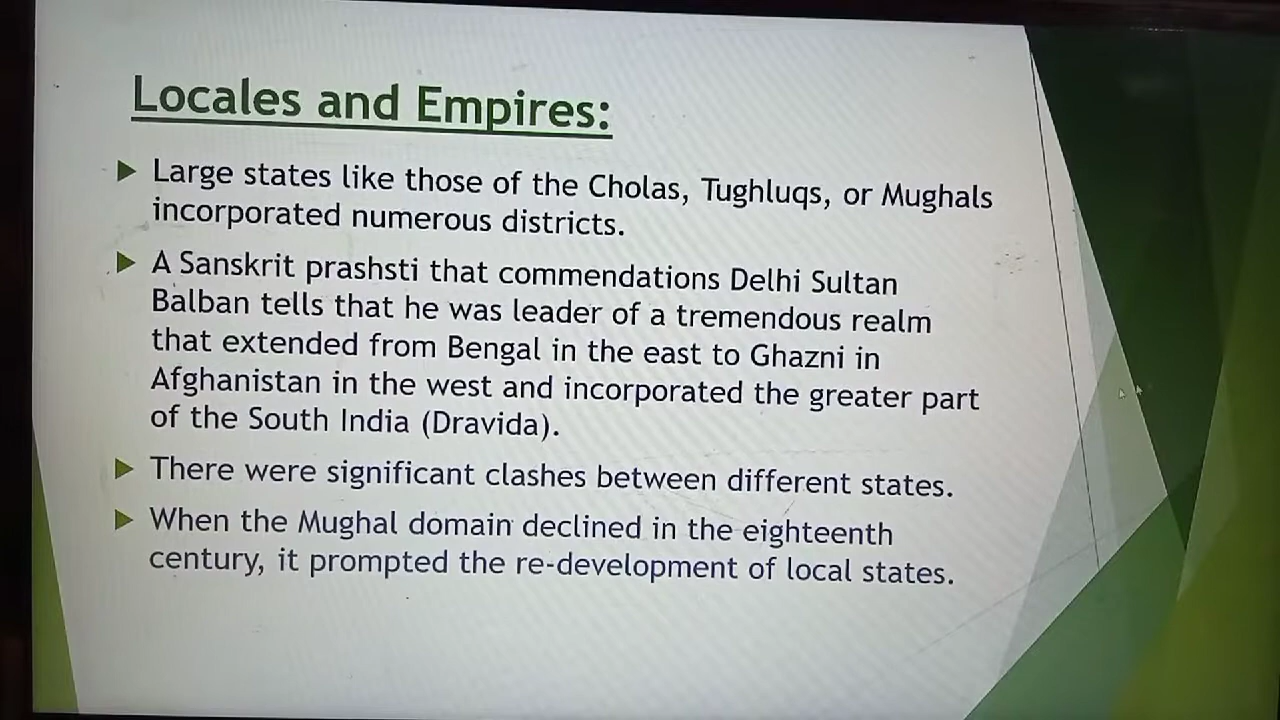 Locales and Empires:
Large states like those of the Cholas, Tughluqs, or Mughals
incorporated numerous districts.
A Sanskrit prashsti that commendations Delhi Sultan
Balban tells that he was leader of a tremendous realm
that extended from Bengal in the east to Ghazni in
Afghanistan in the west and incorporated the greater part
of the South India (Dravida).
There were significant clashes between different states.
When the Mughal domain declined in the eighteenth
century, it prompted the re-development of local states.